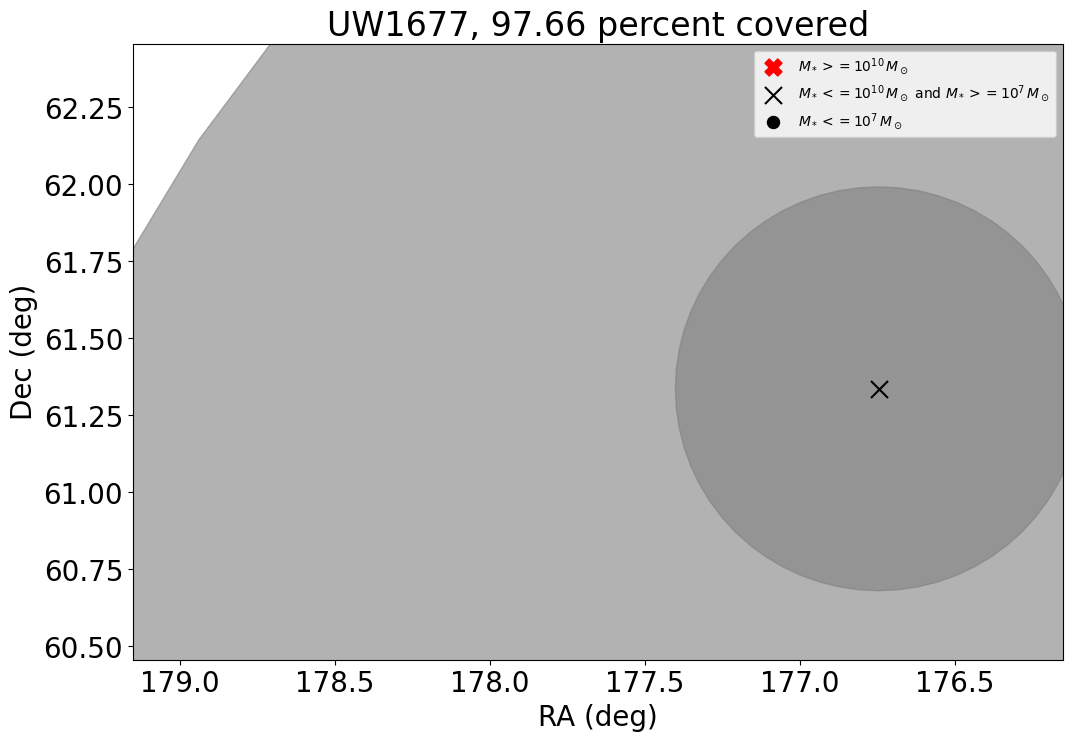 UW1677, 97.66 percent covered
M* >= 10^10 M⊙
M* <= 10^10 M⊙ and M* >= 10^7 M⊙
M* <= 10^7 M⊙
62.25
62.00
61.75
61.50
61.25
61.00
60.75
60.50
Dec (deg)
179.0 178.5 178.0 177.5 177.0 176.5
RA (deg)